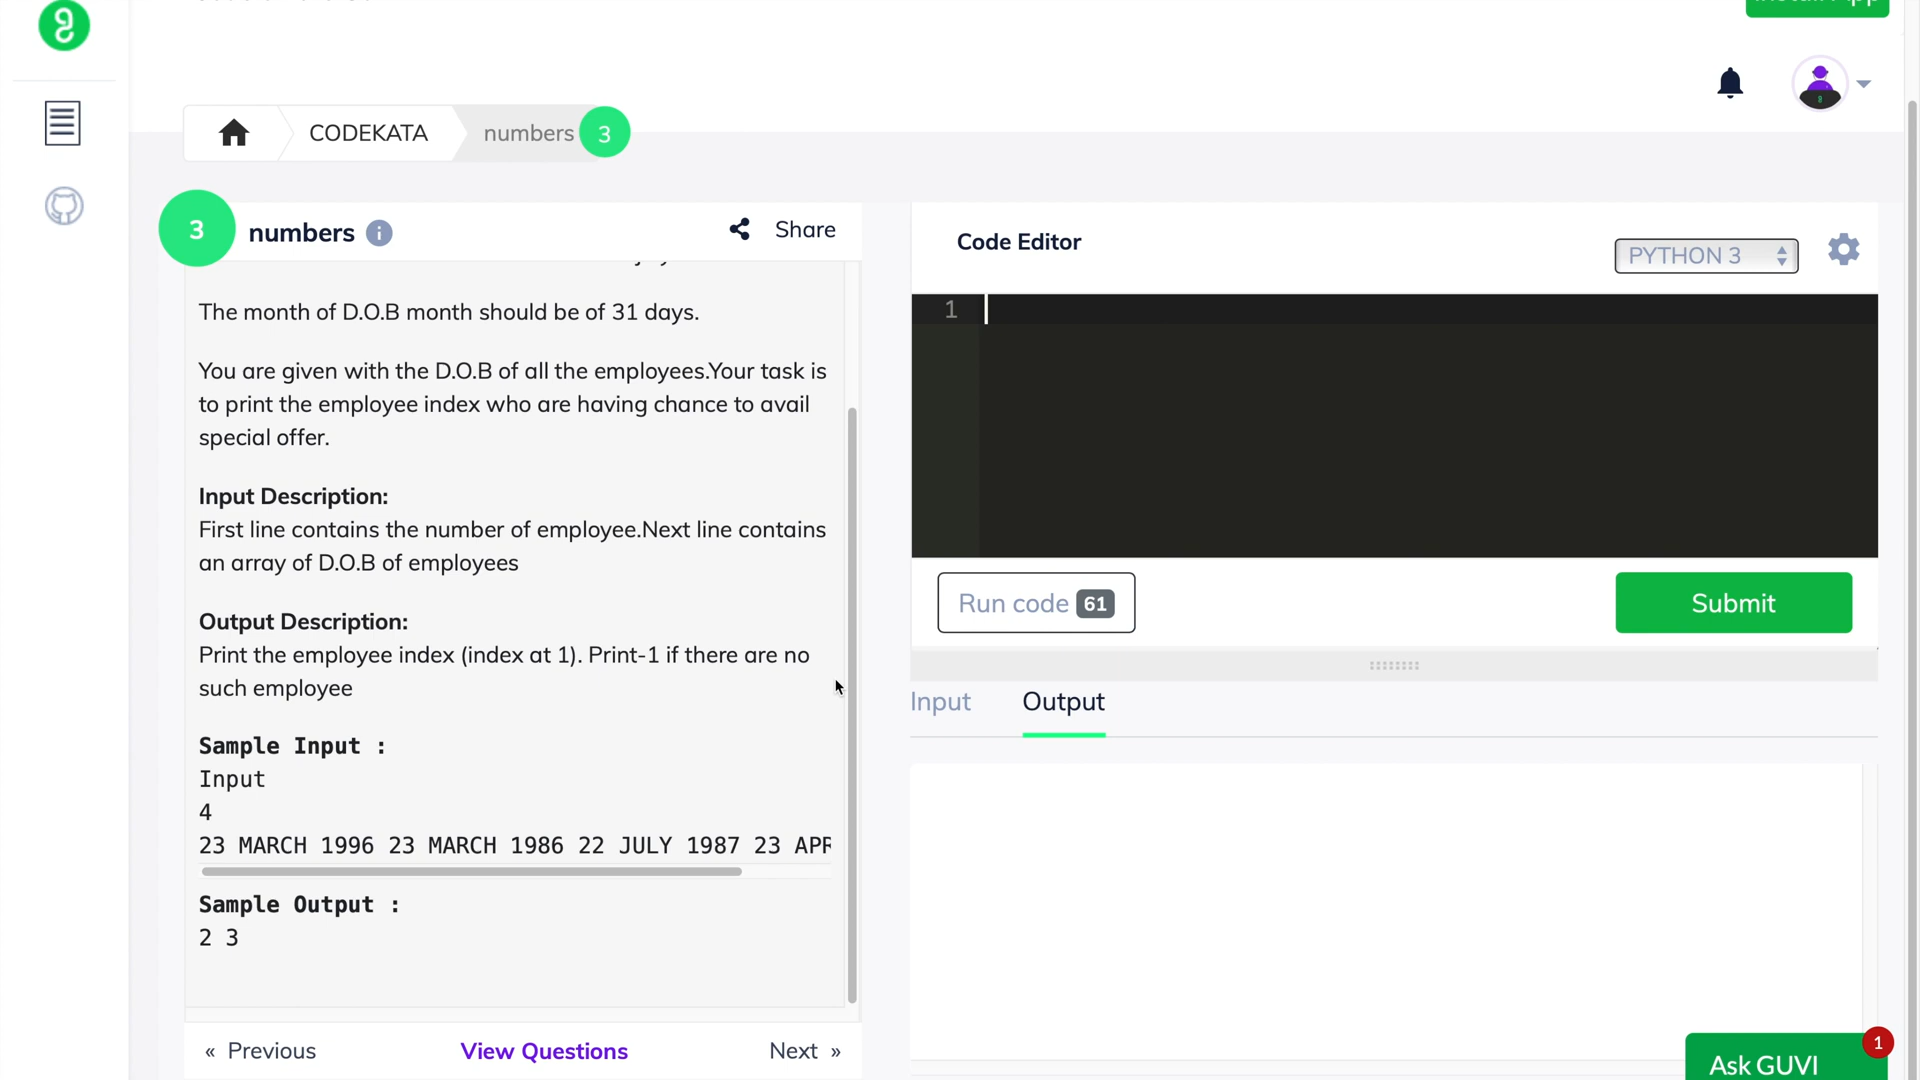 CODEKATA
numbers
3
3
numbers
i
Share
Code Editor
PYTHON 3
The month of D.O.B month should be of 31 days.
You are given with the D.O.B of all the employees.Your task is
to print the employee index who are having chance to avail
special offer.
Input Description:
First line contains the number of employee.Next line contains
an array of D.O.B of employees
Output Description:
Print the employee index (index at 1). Print-1 if there are no
such employee
Sample Input :
Input
4
23 MARCH 1996 23 MARCH 1986 22 JULY 1987 23 APR
Sample Output :
2 3
« Previous
View Questions
Next »
1
Run code 61
Submit
Input
Output
Ask GUVI
1